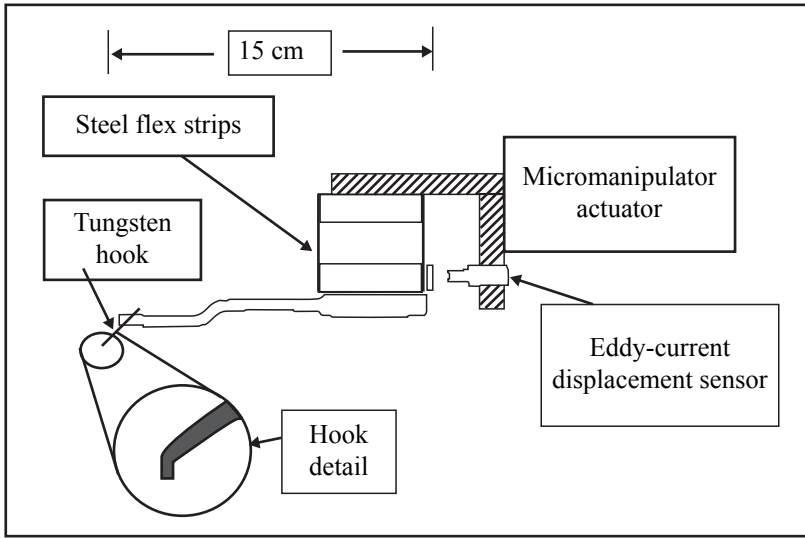 15 cm
Steel flex strips
Micromanipulator
actuator
Tungsten
hook
Eddy-current
displacement sensor
Hook
detail